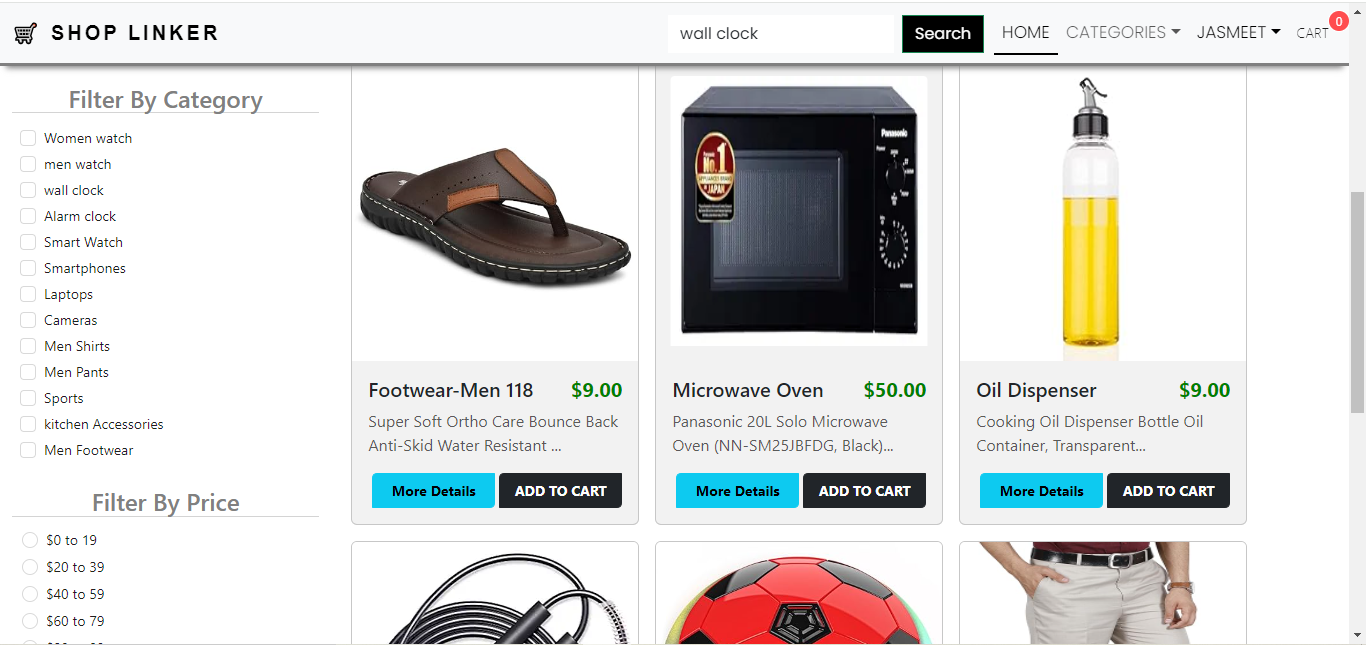 SHOP LINKER
wall clock
Search
HOME
CATEGORIES
JASMEET
CART
0
Filter By Category
Women watch
men watch
wall clock
Alarm clock
Smart Watch
Smartphones
Laptops
Cameras
Men Shirts
Men Pants
Sports
kitchen Accessories
Men Footwear
Filter By Price
$0 to 19
$20 to 39
$40 to 59
$60 to 79
Footwear-Men 118 $9.00
Super Soft Ortho Care Bounce Back
Anti-Skid Water Resistant ...
More Details
ADD TO CART
Panasonic
No.1
JAPAN
Microwave Oven $50.00
Panasonic 20L Solo Microwave
Oven (NN-SM25JBFDG, Black)...
More Details
ADD TO CART
Oil Dispenser $9.00
Cooking Oil Dispenser Bottle Oil
Container, Transparent...
More Details
ADD TO CART